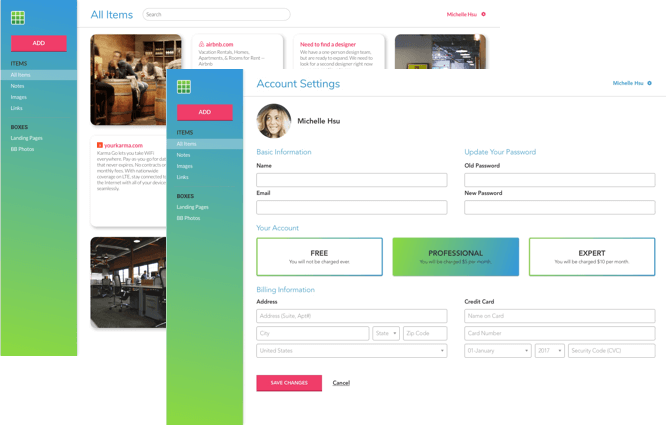 All Items
Search
Michelle Hsu
ADD
ITEMS
All Items
Notes
Images
Links
BOXES
Landing Pages
BB Photos
airbnb.com
Vacation Rentals, Homes,
Apartments, & Rooms for Rent –
Airbnb
Need to find a designer
We have a one-person design team,
but are ready to expand. We need to
look for a second designer right now
yourkarma.com
Karma Go lets you take WiFi
everywhere. Pay-as-you-go for data
that never expires. No contracts or
monthly fees. With nationwide
coverage on LTE, stay connected to
the Internet with all of your devices
seamlessly.
Account Settings
Michelle Hsu
ADD
ITEMS
All Items
Notes
Images
Links
BOXES
Landing Pages
BB Photos
Michelle Hsu
Basic Information
Name
Email
Update Your Password
Old Password
New Password
Your Account
FREE
You will not be charged ever.
PROFESSIONAL
You will be charged $5 per month.
EXPERT
You will be charged $10 per month.
Billing Information
Address
Address (Suite, Apt#)
City
State
Zip Code
United States
Credit Card
Name on Card
Card Number
01 January
2017
Security Code (CVC)
SAVE CHANGES
Cancel